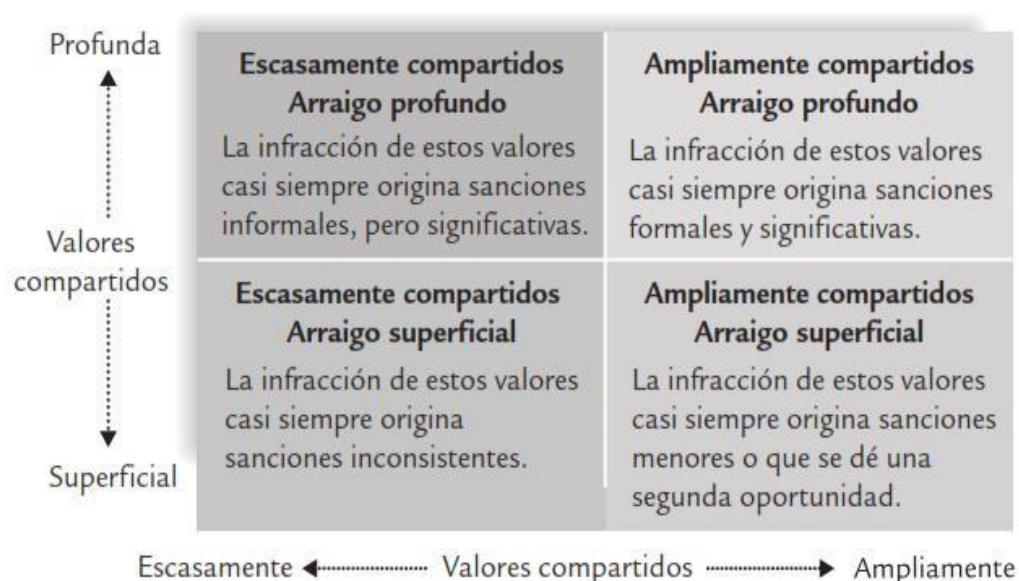 Profunda
Valores
compartidos
Superficial
Escasamente compartidos
Arraigo profundo
La infracción de estos valores
casi siempre origina sanciones
informales, pero significativas.
Ampliamente compartidos
Arraigo profundo
La infracción de estos valores
casi siempre origina sanciones
formales y significativas.
Escasamente compartidos
Arraigo superficial
La infracción de estos valores
casi siempre origina
sanciones inconsistentes.
Ampliamente compartidos
Arraigo superficial
La infracción de estos valores
casi siempre origina sanciones
menores o que se dé una
segunda oportunidad.
Escasamente Valores compartidos Ampliamente